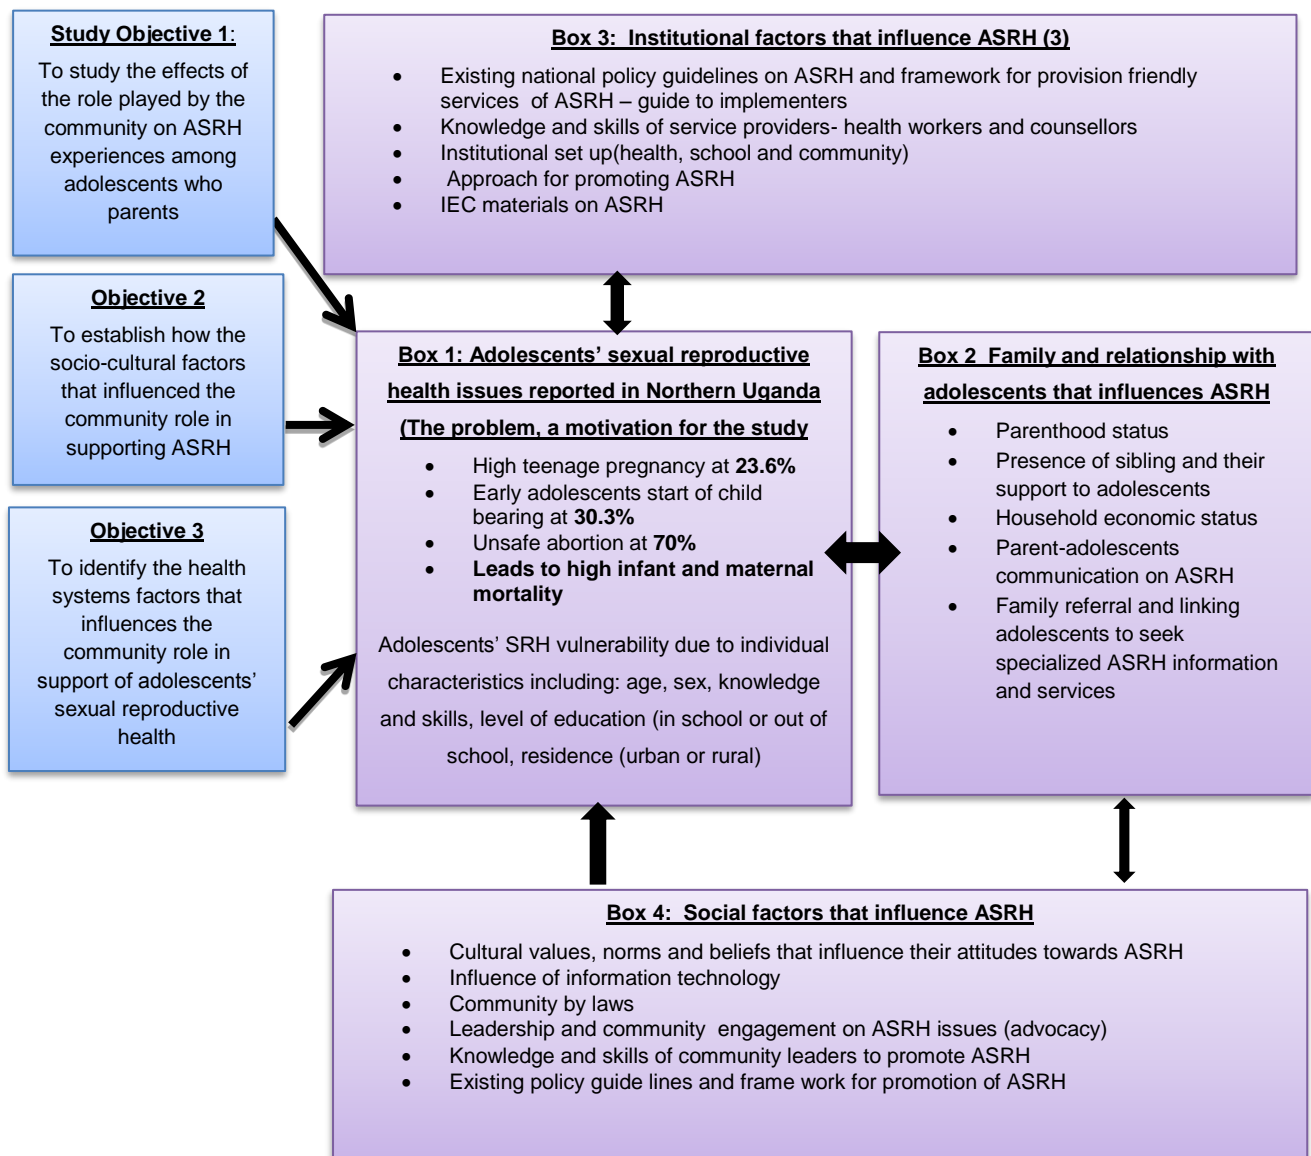 Study Objective 1:
To study the effects of
the role played by the
community on ASRH
experiences among
adolescents who
parents
Objective 2
To establish how the
socio-cultural factors
that influenced the
community role in
supporting ASRH
Objective 3
To identify the health
systems factors that
influences the
community role in
support of adolescents’
sexual reproductive
health
Box 3:  Institutional factors that influence ASRH (3)
• Existing national policy guidelines on ASRH and framework for provision friendly
services  of ASRH – guide to implementers
• Knowledge and skills of service providers- health workers and counsellors
• Institutional set up(health, school and community)
• Approach for promoting ASRH
• IEC materials on ASRH
Box 1: Adolescents’ sexual reproductive
health issues reported in Northern Uganda
(The problem, a motivation for the study
• High teenage pregnancy at 23.6%
• Early adolescents start of child
bearing at 30.3%
• Unsafe abortion at 70%
• Leads to high infant and maternal
mortality
Adolescents’ SRH vulnerability due to individual
characteristics including: age, sex, knowledge
and skills, level of education (in school or out of
school, residence (urban or rural)
Box 2  Family and relationship with
adolescents that influences ASRH
• Parenthood status
• Presence of sibling and their
support to adolescents
• Household economic status
• Parent-adolescents
communication on ASRH
• Family referral and linking
adolescents to seek
specialized ASRH information
and services
Box 4:  Social factors that influence ASRH
• Cultural values, norms and beliefs that influence their attitudes towards ASRH
• Influence of information technology
• Community by laws
• Leadership and community  engagement on ASRH issues (advocacy)
• Knowledge and skills of community leaders to promote ASRH
• Existing policy guide lines and frame work for promotion of ASRH